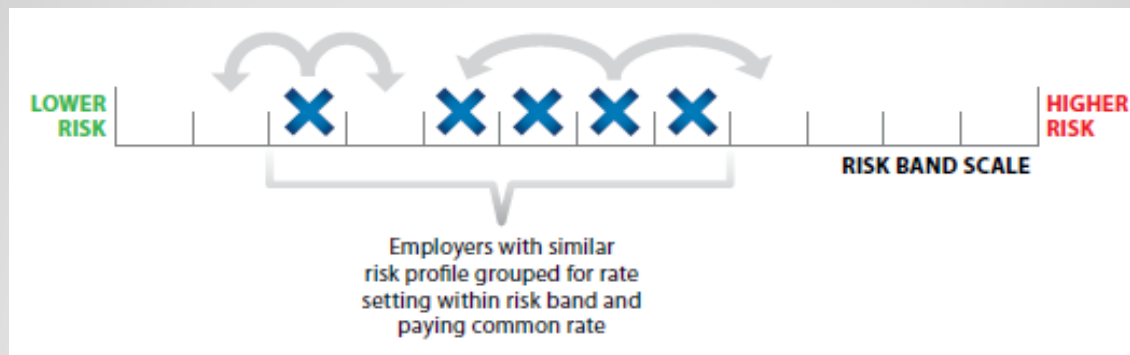 LOWER
RISK
HIGHER
RISK
RISK BAND SCALE
Employers with similar
risk profile grouped for rate
setting within risk band and
paying common rate